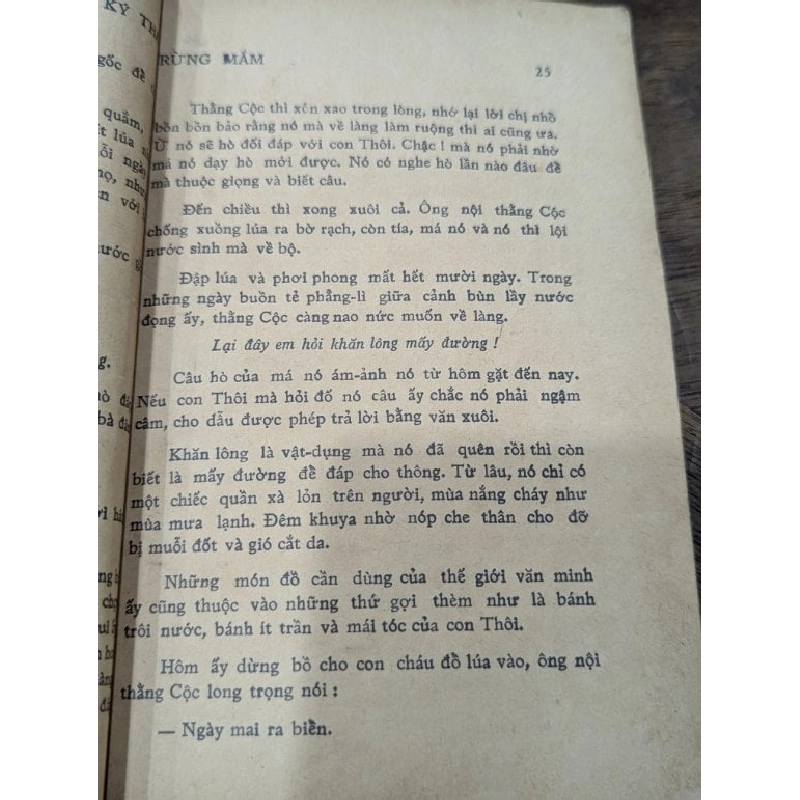 KÝ
RỪNG MẮM
25
gốc để
quắm,
Thằng Cộc thì xên xao trong lòng, nhớ lại lời chị nhổ
bồn bồn bảo rằng nó mà về làng làm ruộng thì ai cũng ưa.
Ừ nó sẽ hò đối đáp với con Thôi. Chậc ! mà nó phải nhờ
má nó dạy hò mới được. Nó có nghe hò lần nào đâu để
mà thuộc giọng và biết câu.
Đến chiều thì xong xuôi cả. Ông nội thằng Cộc
chống xuồng lúa ra bờ rạch, còn tía, má nó và nó thì lội
nước sình mà về bộ.
Đập lúa và phơi phong mất hết mười ngày. Trong
những ngày buồn tẻ phẳng-lì giữa cảnh bùn lầy nước
đọng ấy, thằng Cộc càng nao nức muốn về làng.
Lại đây em hỏi khăn lông mấy đường !
Câu hò của má nó ám-ảnh nó từ hôm gặt đến nay.
Nếu con Thôi mà hỏi đố nó câu ấy chắc nó phải ngậm
câm, cho dẫu được phép trả lời bằng văn xuôi.
Khăn lông là vật-dụng mà nó đã quên rồi thì còn
biết là mấy đường để đáp cho thông. Từ lâu, nó chỉ có
một chiếc quần xà lỏn trên người, mùa nắng cháy như
mùa mưa lạnh. Đêm khuya nhờ nóp che thân cho đỡ
bị muỗi đốt và gió cắt da.
Những món đồ cần dùng của thế giới văn minh
ấy cũng thuộc vào những thứ gợi thèm như là bánh
trôi nước, bánh ít trần và mái tóc của con Thôi.
Hôm ấy dừng bồ cho con cháu đổ lúa vào, ông nội
thằng Cộc long trọng nói :
— Ngày mai ra biển.